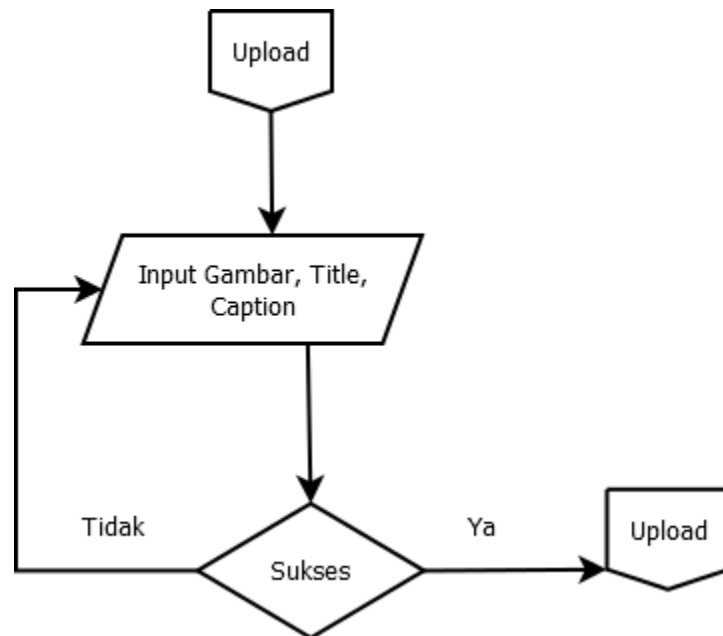 Upload
Input Gambar, Title,
Caption
Tidak
Ya
Upload
Sukses